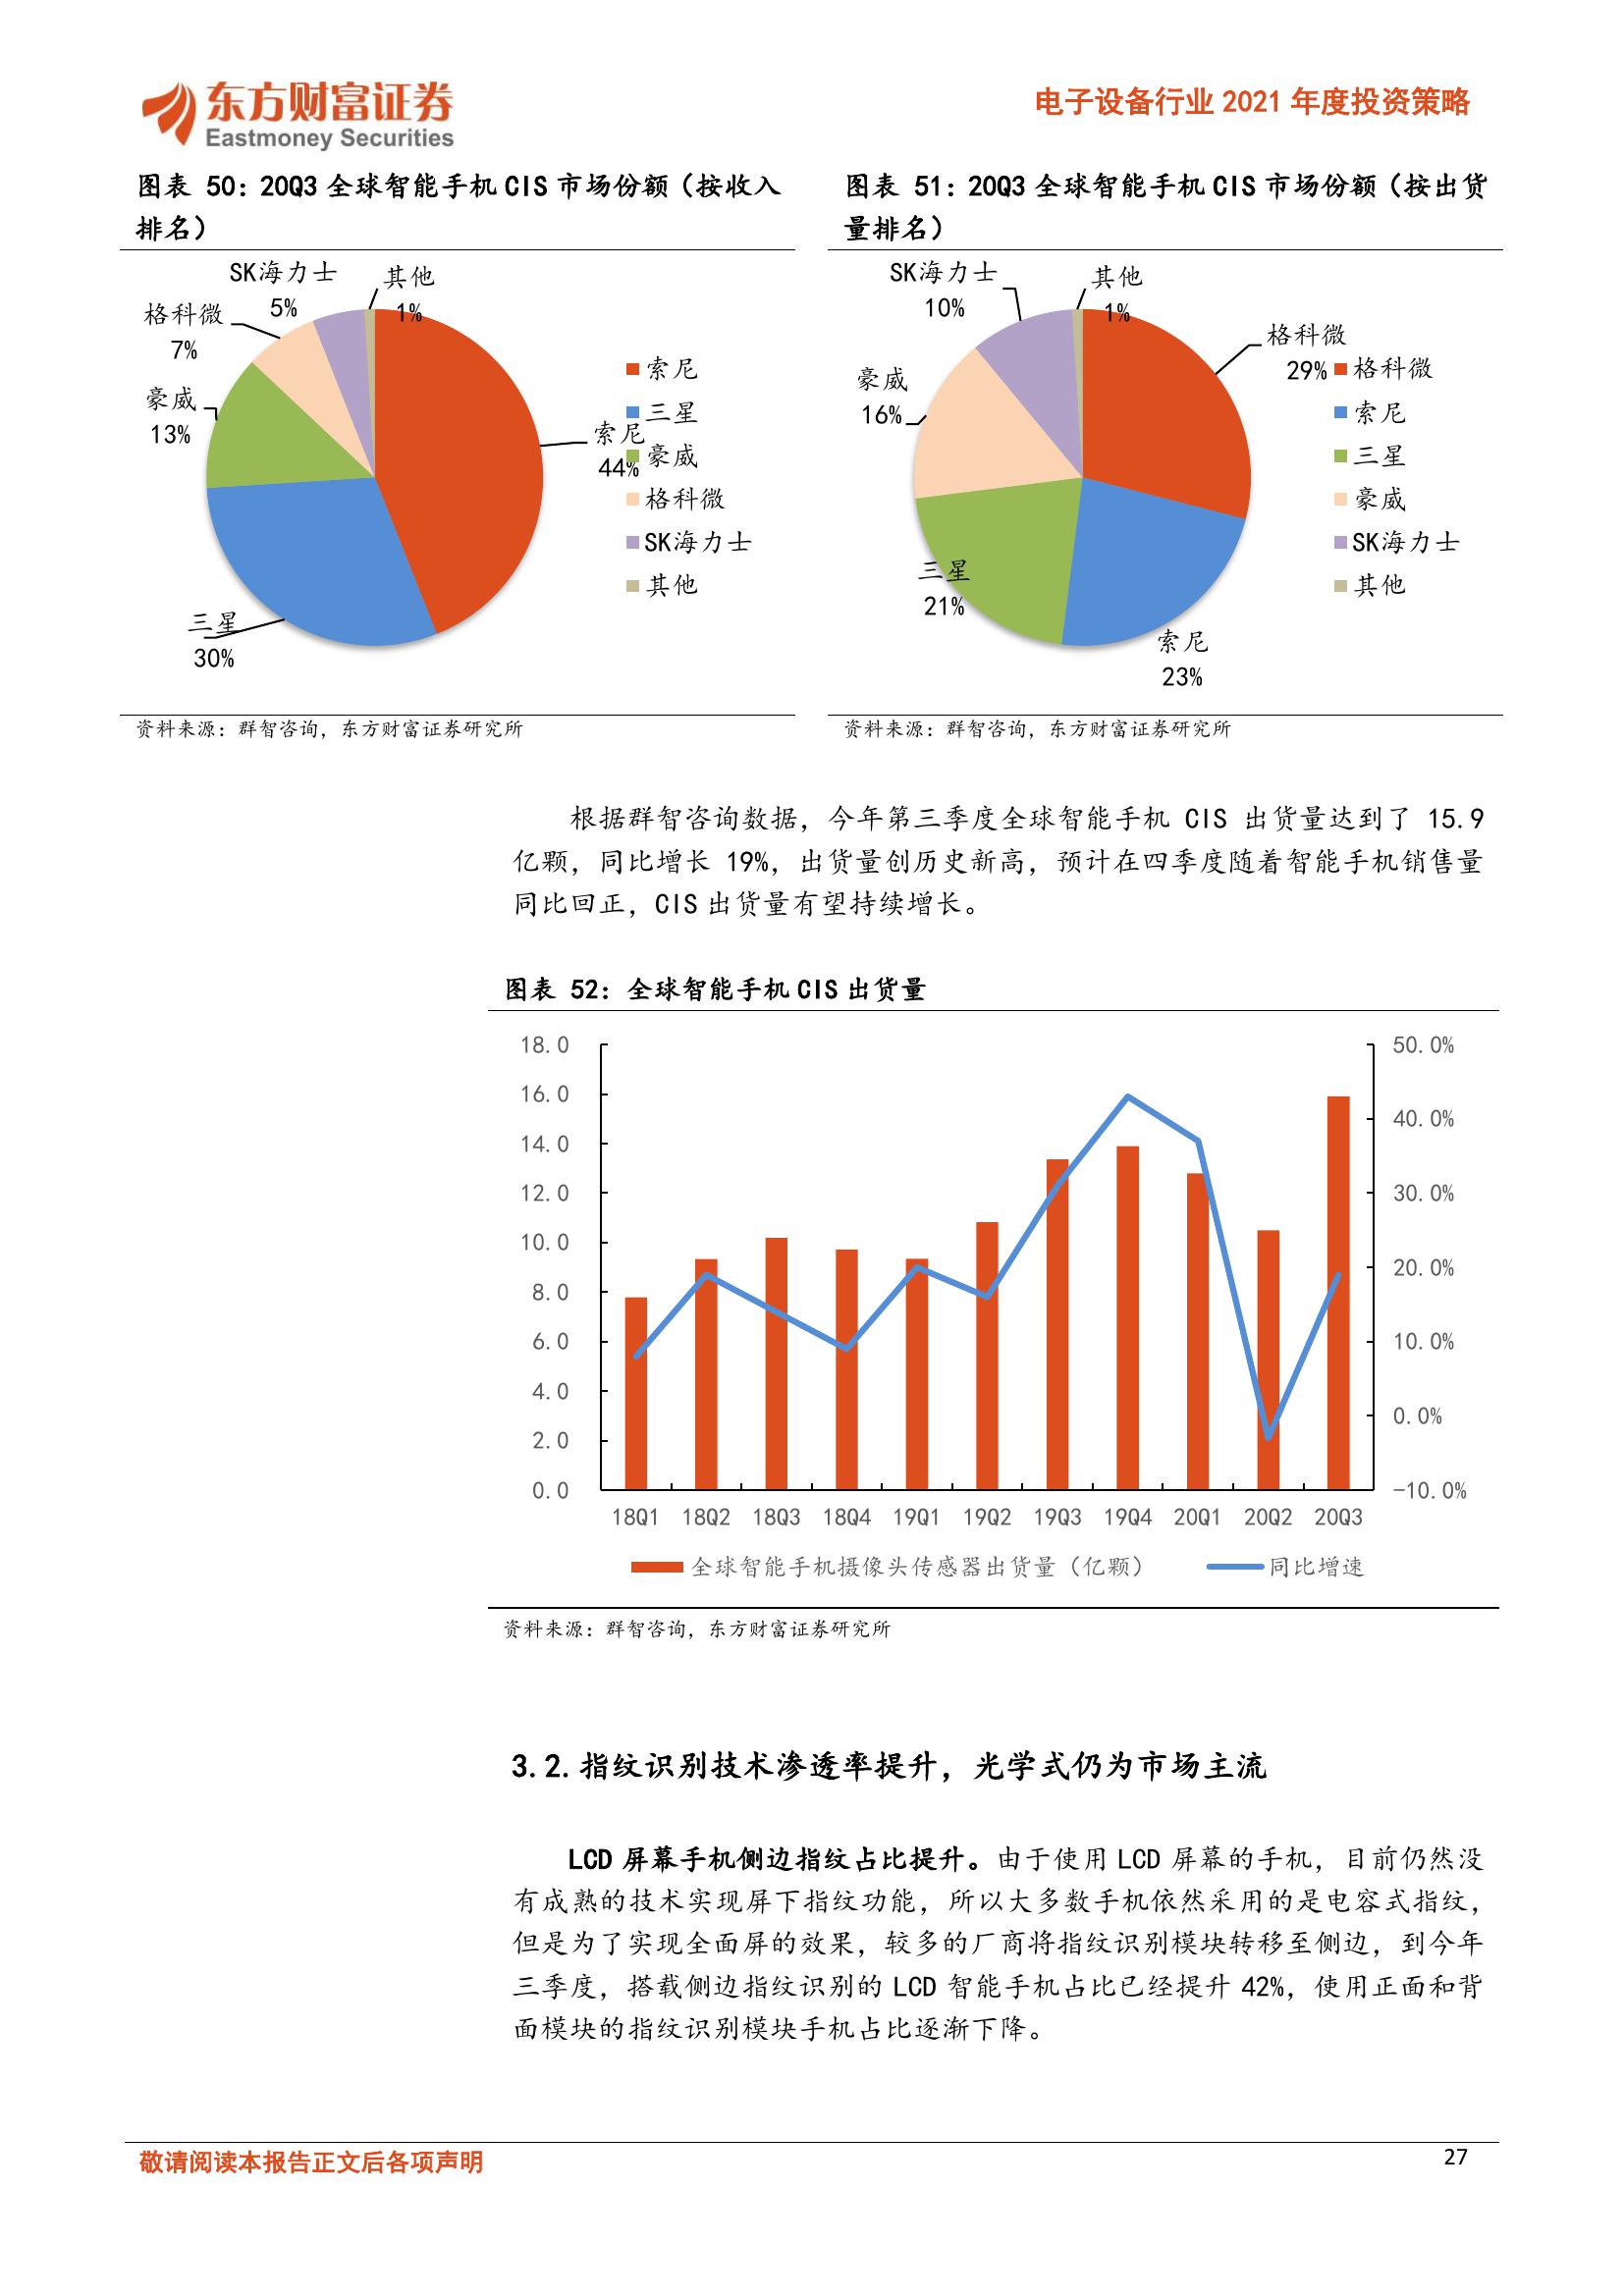 东方财富证券
Eastmoney Securities
电子设备行业 2021 年度投资策略
图表 50：20Q3 全球智能手机 CIS 市场份额（按收入
排名）
SK海力士
5%
其他
1%
格科微
7%
豪威
13%
索尼
44%
三星
30%
索尼
三星
豪威
格科微
SK海力士
其他
资料来源：群智咨询，东方财富证券研究所
图表 51：20Q3 全球智能手机 CIS 市场份额（按出货
量排名）
SK海力士
10%
其他
1%
格科微
29%
豪威
16%
三星
21%
索尼
23%
格科微
索尼
三星
豪威
SK海力士
其他
资料来源：群智咨询，东方财富证券研究所
根据群智咨询数据，今年第三季度全球智能手机 CIS 出货量达到了 15.9
亿颗，同比增长 19%，出货量创历史新高，预计在四季度随着智能手机销售量
同比回正，CIS 出货量有望持续增长。
图表 52：全球智能手机 CIS 出货量
18.0
16.0
14.0
12.0
10.0
8.0
6.0
4.0
2.0
0.0
50.0%
40.0%
30.0%
20.0%
10.0%
0.0%
-10.0%
18Q1 18Q2 18Q3 18Q4 19Q1 19Q2 19Q3 19Q4 20Q1 20Q2 20Q3
全球智能手机摄像头传感器出货量（亿颗） 同比增速
资料来源：群智咨询，东方财富证券研究所
3.2.指纹识别技术渗透率提升，光学式仍为市场主流
LCD 屏幕手机侧边指纹占比提升。由于使用 LCD 屏幕的手机，目前仍然没
有成熟的技术实现屏下指纹功能，所以大多数手机依然采用的是电容式指纹，
但是为了实现全面屏的效果，较多的厂商将指纹识别模块转移至侧边，到今年
三季度，搭载侧边指纹识别的 LCD 智能手机占比已经提升 42%，使用正面和背
面模块的指纹识别模块手机占比逐渐下降。
敬请阅读本报告正文后各项声明
27